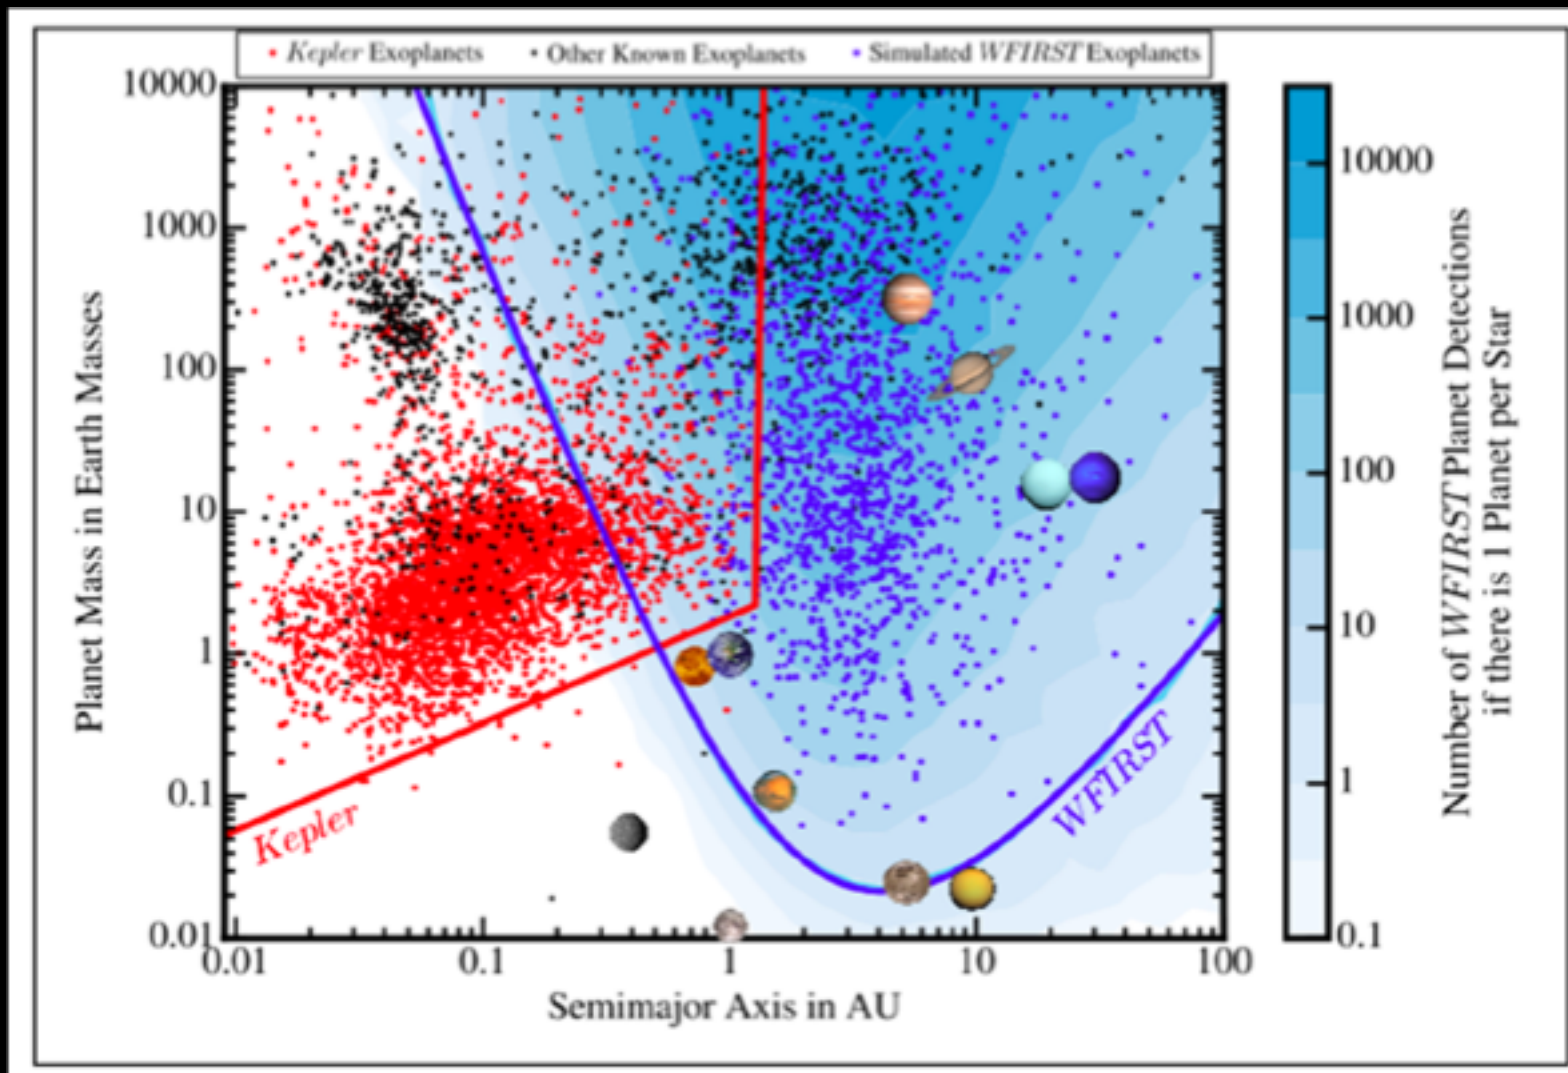 Kepler Exoplanets Other Known Exoplanets Simulated WFIRST Exoplanets
10000
1000
100
10
1
0.1
0.01
Planet Mass in Earth Masses
Kepler
WFIRST
0.01 0.1 1 10 100
Semimajor Axis in AU
10000
1000
100
10
1
0.1
Number of WFIRST Planet Detections
if there is 1 Planet per Star